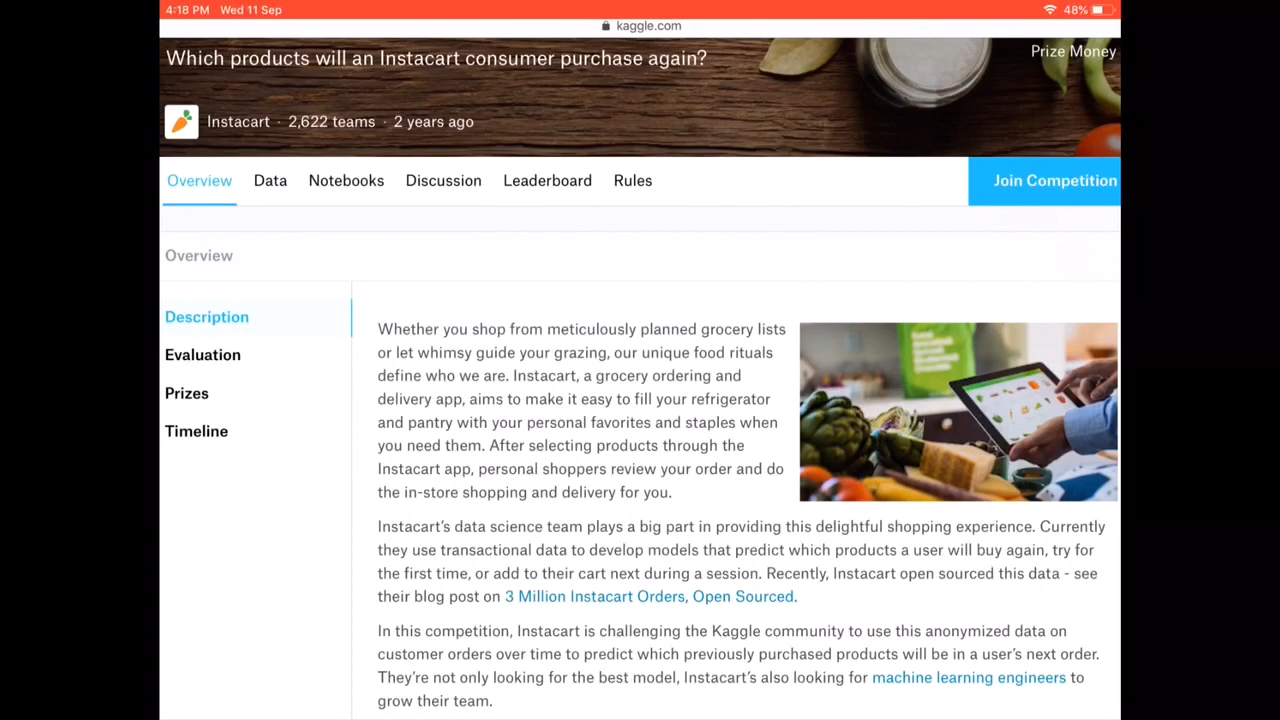 4:18 PM Wed 11 Sep 48%
kaggle.com
Which products will an Instacart consumer purchase again?
Prize Money
Instacart · 2,622 teams · 2 years ago
Overview Data Notebooks Discussion Leaderboard Rules Join Competition
Overview
Description
Evaluation
Prizes
Timeline
Whether you shop from meticulously planned grocery lists
or let whimsy guide your grazing, our unique food rituals
define who we are. Instacart, a grocery ordering and
delivery app, aims to make it easy to fill your refrigerator
and pantry with your personal favorites and staples when
you need them. After selecting products through the
Instacart app, personal shoppers review your order and do
the in-store shopping and delivery for you.
Instacart's data science team plays a big part in providing this delightful shopping experience. Currently
they use transactional data to develop models that predict which products a user will buy again, try for
the first time, or add to their cart next during a session. Recently, Instacart open sourced this data - see
their blog post on 3 Million Instacart Orders, Open Sourced.
In this competition, Instacart is challenging the Kaggle community to use this anonymized data on
customer orders over time to predict which previously purchased products will be in a user's next order.
They're not only looking for the best model, Instacart's also looking for machine learning engineers to
grow their team.